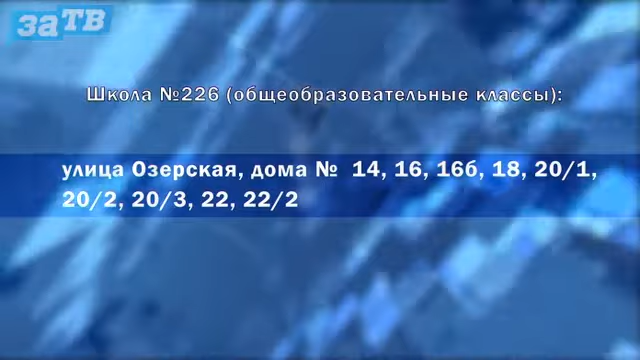 заТВ
Школа №226 (общеобразовательные классы):
улица Озерская, дома № 14, 16, 16б, 18, 20/1,
20/2, 20/3, 22, 22/2